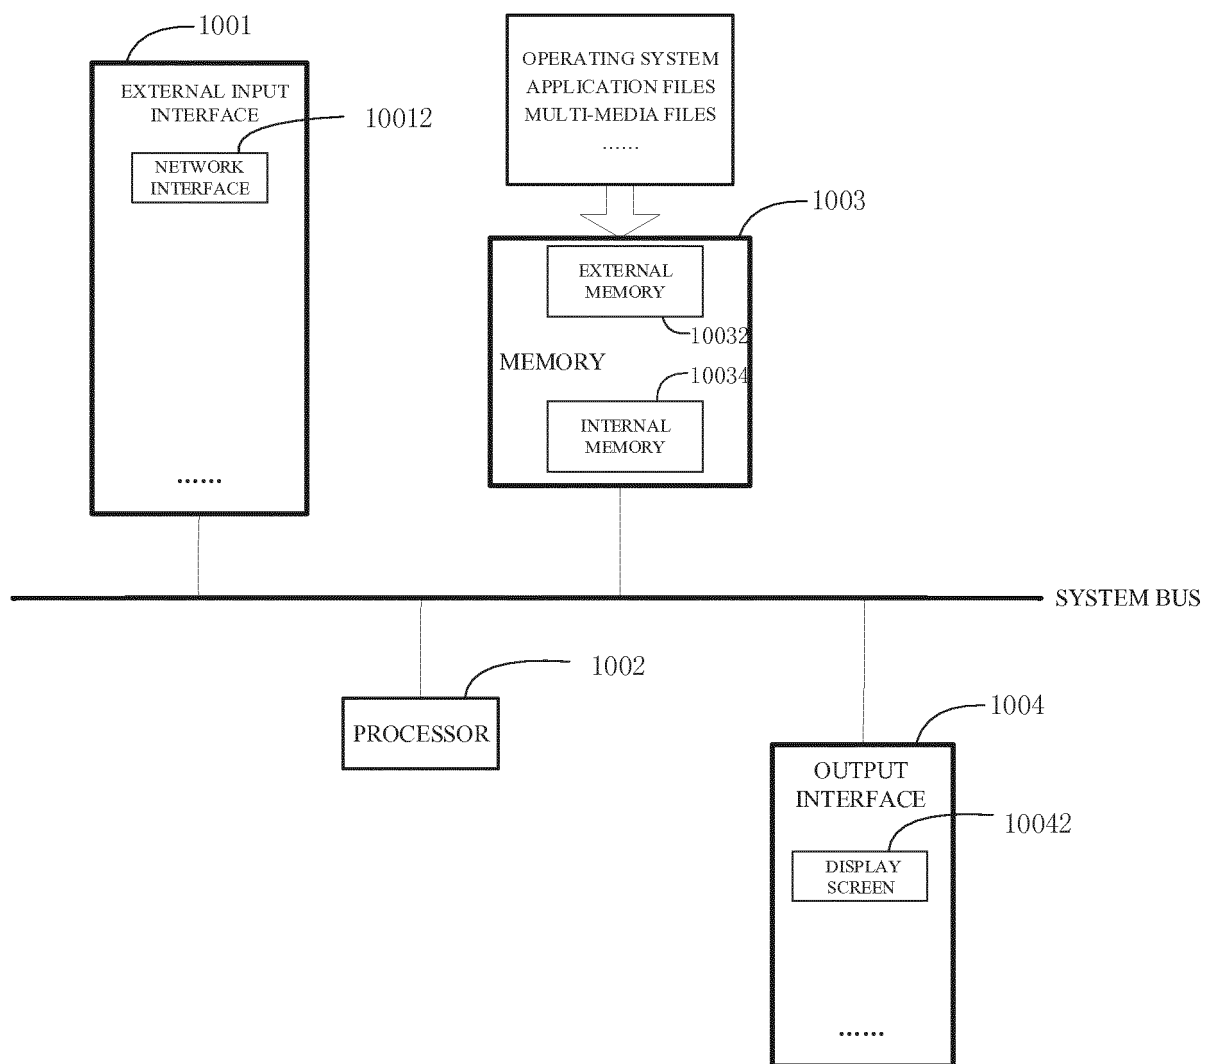 1001
EXTERNAL INPUT
INTERFACE
10012
NETWORK
INTERFACE
......
OPERATING SYSTEM
APPLICATION FILES
MULTI-MEDIA FILES
......
1003
EXTERNAL
MEMORY
10032
MEMORY
10034
INTERNAL
MEMORY
SYSTEM BUS
1002
PROCESSOR
1004
OUTPUT
INTERFACE
10042
DISPLAY
SCREEN
......